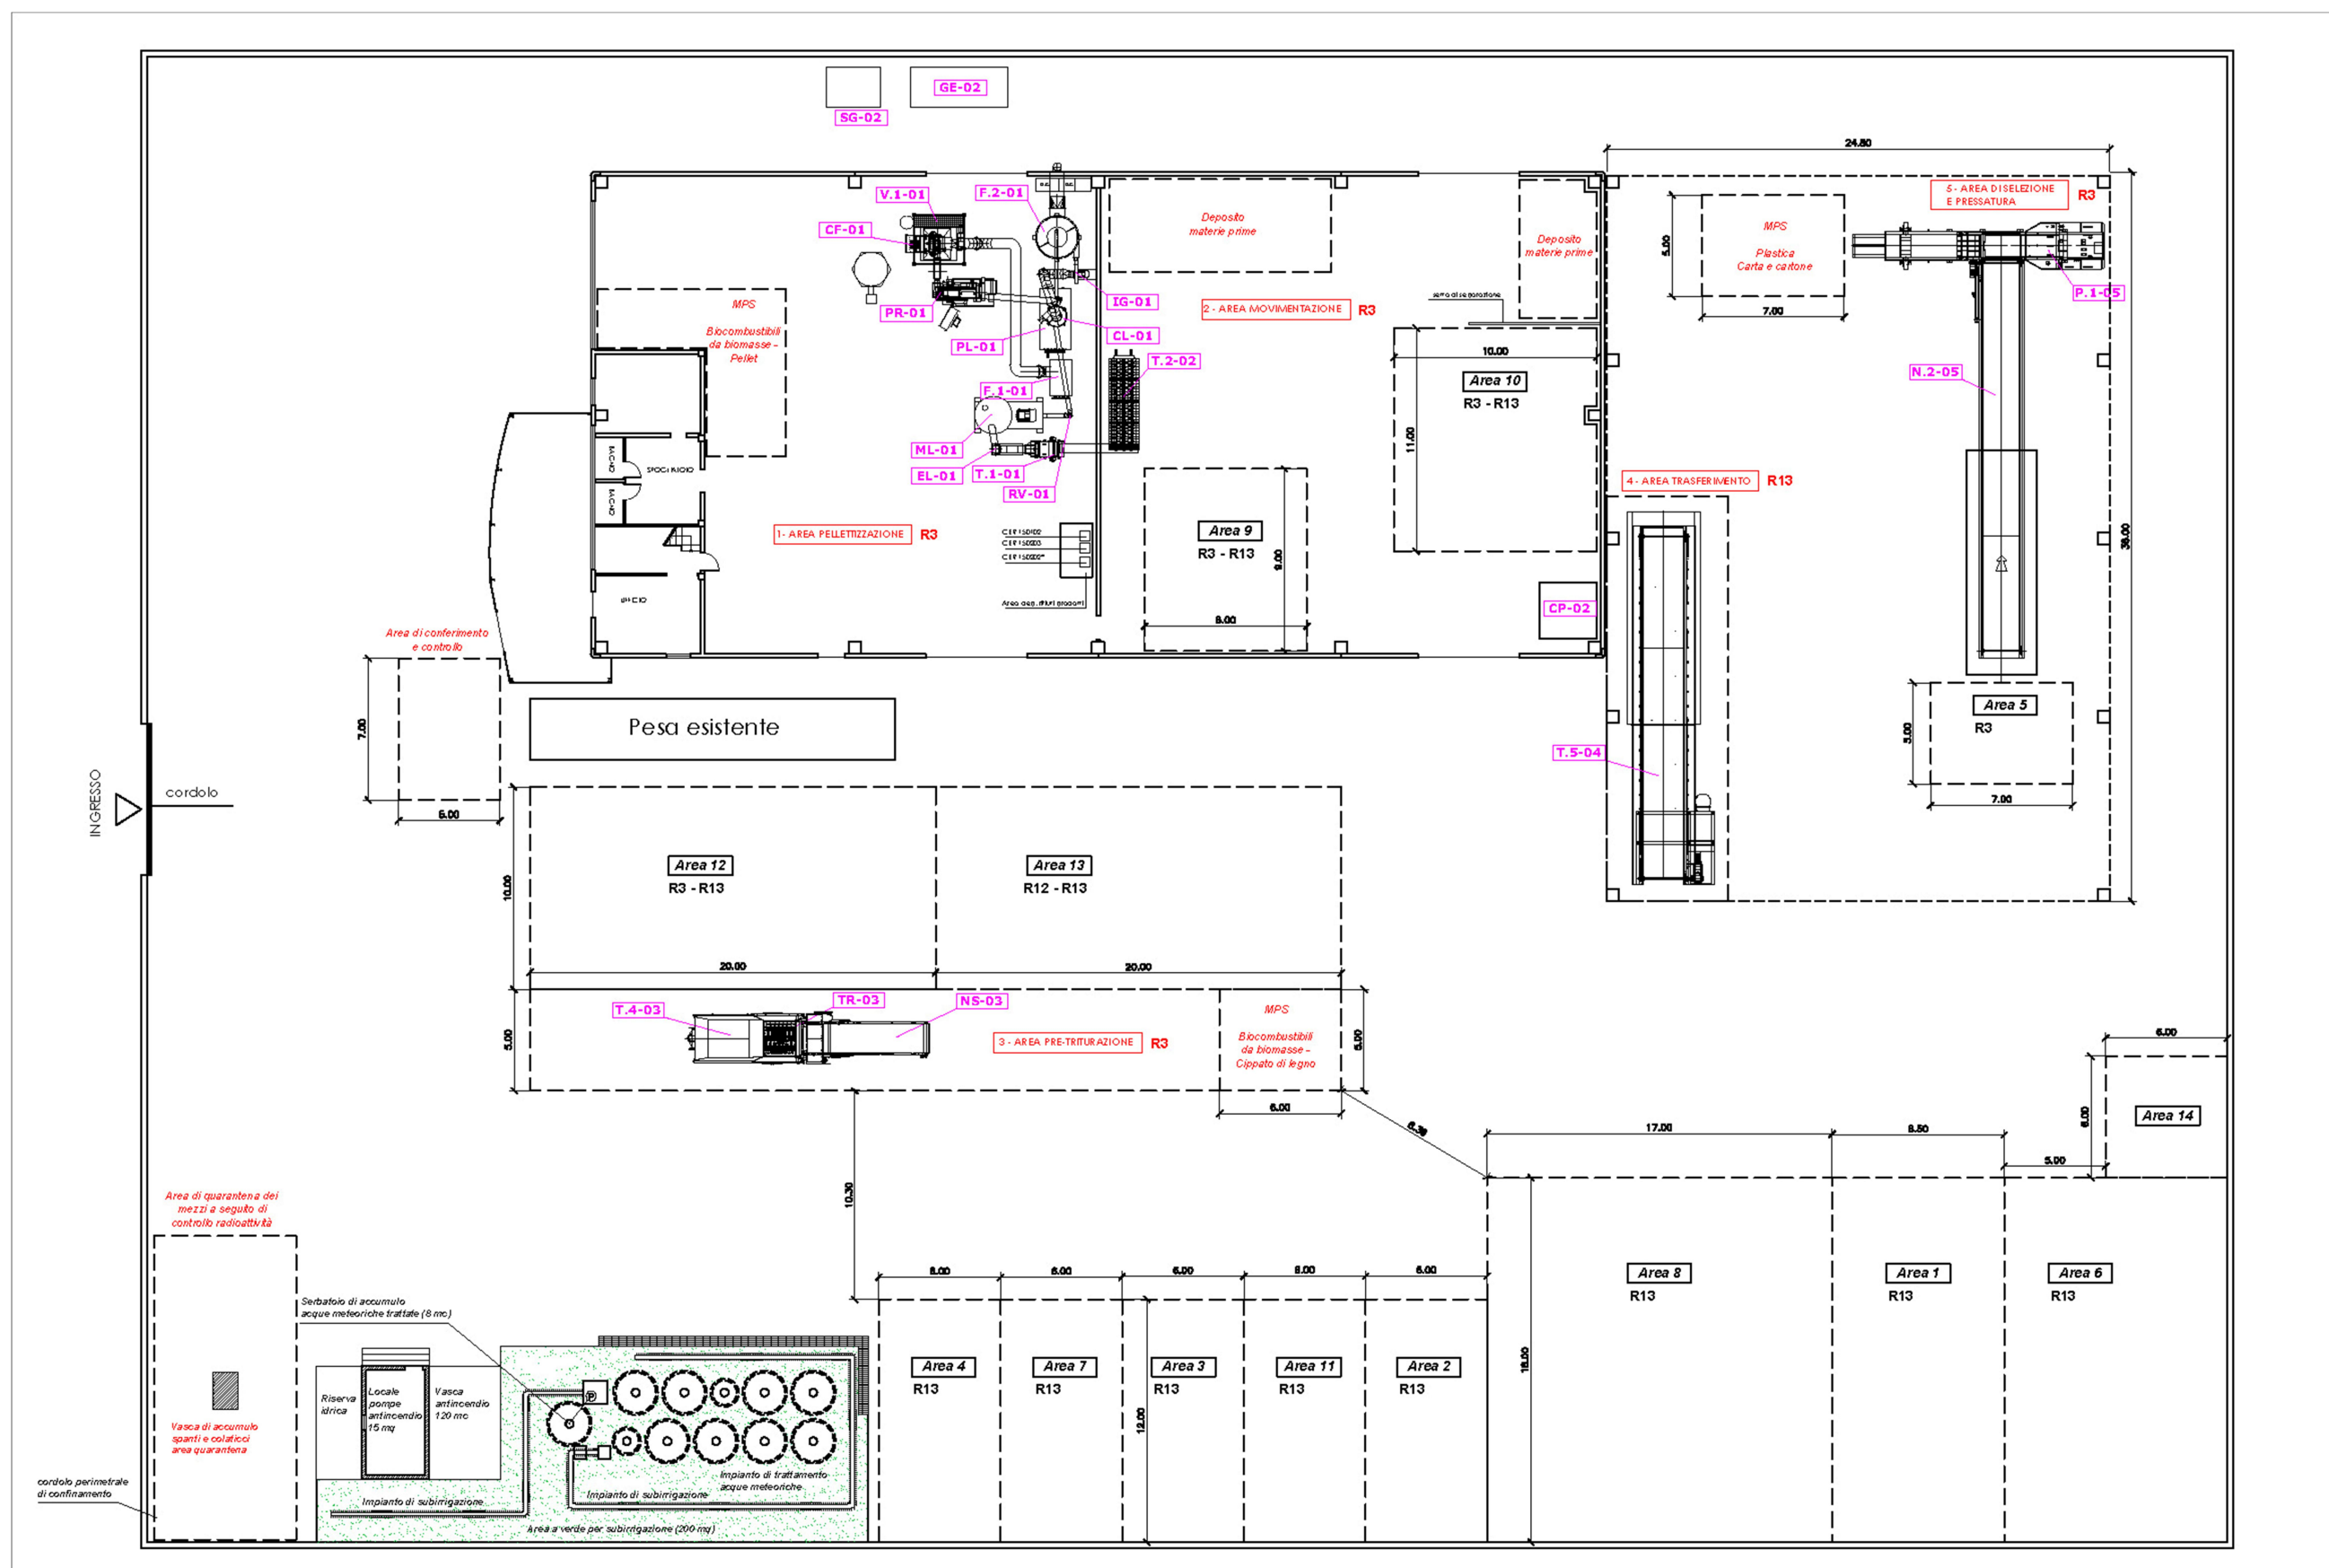 GE-02
SG-02
24.50
V.1-01
F.2-01
CF-01
Deposito
materie prime
Deposito
materie prime
5 - AREA DI SELEZIONE
E PRESSATURA
R3
MPS
Plastica
Carta e cartone
5.00
7.00
P.1-05
MPS
Biocombustibili
da biomasse -
Pellet
PR-01
IG-01
PL-01
CL-01
2 - AREA MOVIMENTAZIONE
R3
T.2-02
F.1-01
10.00
Area 10
R3 - R13
11.00
N.2-05
ML-01
EL-01
T.1-01
RV-01
BAGNO
BAGNO
SPOGLIATOIO
4 - AREA TRASFERIMENTO
R13
1- AREA PELLETTIZZAZIONE
R3
Area 9
R3 - R13
9.00
8.00
36.00
CP-02
Area di conferimento
e controllo
7.00
5.00
Pesa esistente
Area 5
R3
5.00
7.00
T.5-04
INGRESSO
cordolo
Area 12
R3 - R13
Area 13
R12 - R13
10.00
20.00
20.00
T.4-03
TR-03
NS-03
3 - AREA PRE-TRITURAZIONE
R3
MPS
Biocombustibili
da biomasse -
Cippato di legno
5.00
5.00
6.00
6.00
6.00
Area 14
17.00
8.50
5.00
10.30
Area di quarantena dei
mezzi a seguito di
controllo radioattività
Serbatoio di accumulo
acque meteoriche trattate (8 mc)
6.00
6.00
6.00
6.00
Area 8
R13
Area 1
R13
Area 6
R13
18.00
Area 4
R13
Area 7
R13
Area 3
R13
Area 11
R13
Area 2
R13
12.00
Riserva
idrica
Locale
pompe
antincendio
15 mq
Vasca
antincendio
120 mc
P
Vasca di accumulo
spanti e colaticci
area quarantena
cordolo perimetrale
di confinamento
Impianto di trattamento
acque meteoriche
Impianto di subirrigazione
Impianto di subirrigazione
Area a verde per subirrigazione (200 mq)